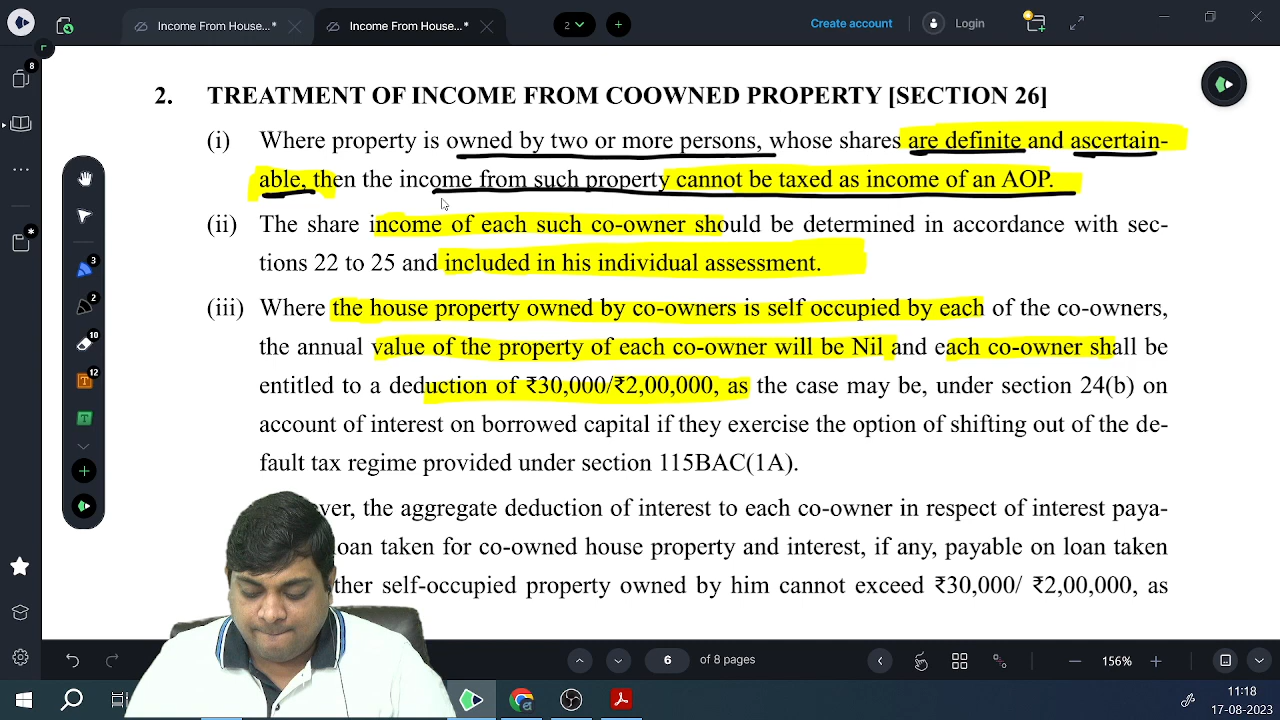 Income From House...*
Income From House...*
2
Create account
Login
8
2. TREATMENT OF INCOME FROM COOWNED PROPERTY [SECTION 26]
(i) Where property is owned by two or more persons, whose shares are definite and ascertain-
able, then the income from such property cannot be taxed as income of an AOP.
(ii) The share income of each such co-owner should be determined in accordance with sec-
tions 22 to 25 and included in his individual assessment.
(iii) Where the house property owned by co-owners is self occupied by each of the co-owners,
the annual value of the property of each co-owner will be Nil and each co-owner shall be
entitled to a deduction of ₹30,000/₹2,00,000, as the case may be, under section 24(b) on
account of interest on borrowed capital if they exercise the option of shifting out of the de-
fault tax regime provided under section 115BAC(1A).
ver, the aggregate deduction of interest to each co-owner in respect of interest paya-
loan taken for co-owned house property and interest, if any, payable on loan taken
ther self-occupied property owned by him cannot exceed ₹30,000/ ₹2,00,000, as
3
2
10
12
T
T
6 of 8 pages
156%
11:18
17-08-2023